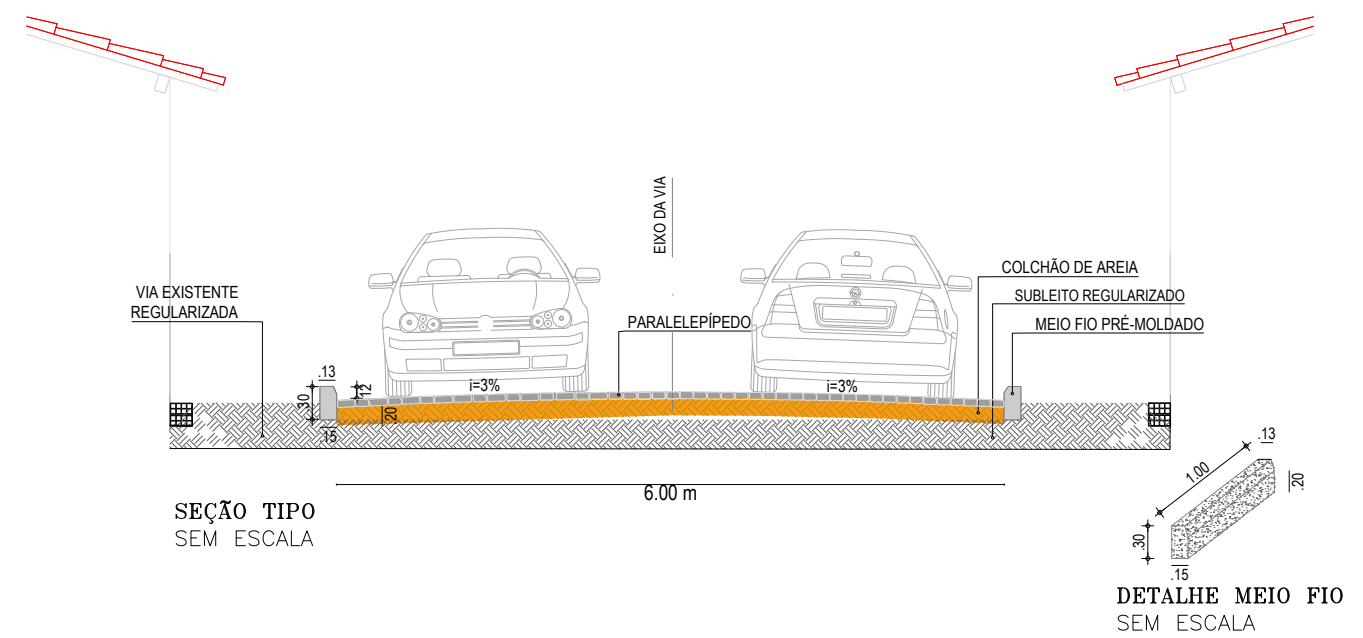 EIXO DA VIA
COLCHÃO DE AREIA
VIA EXISTENTE
REGULARIZADA
SUBLEITO REGULARIZADO
PARALELEPÍPEDO
MEIO FIO PRÉ-MOLDADO
.13
.12
i=3%
i=3%
.30
.20
.15
6.00 m
SEÇÃO TIPO
SEM ESCALA
.13
1.00
.20
.30
.15
DETALHE MEIO FIO
SEM ESCALA